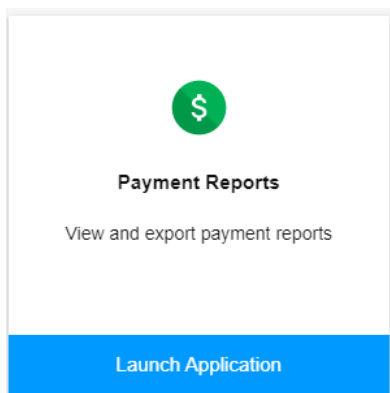 $
Payment Reports
View and export payment reports
Launch Application